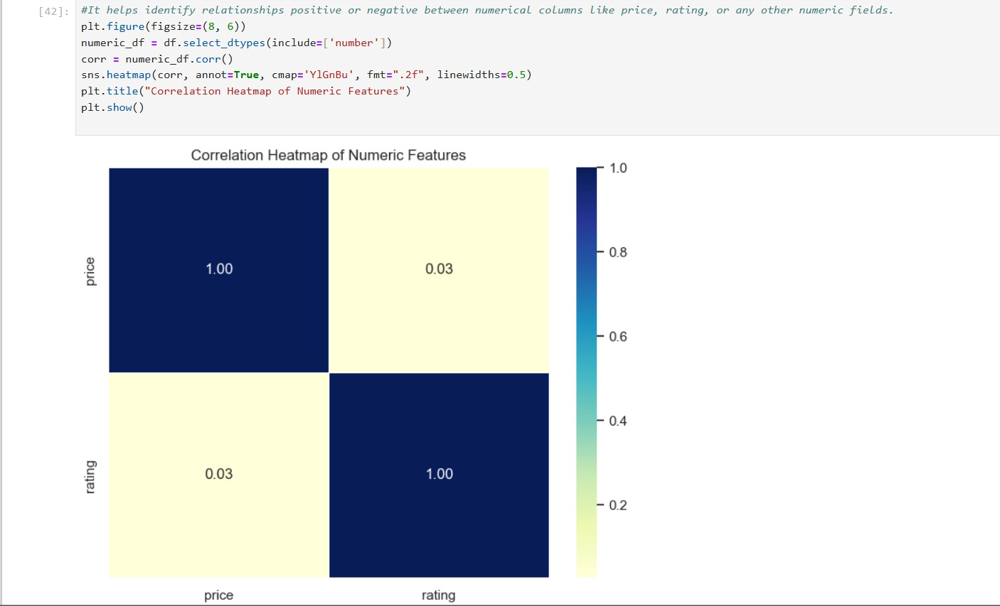 [42]: #It helps identify relationships positive or negative between numerical columns like price, rating, or any other numeric fields.
plt.figure(figsize=(8, 6))
numeric_df = df.select_dtypes(include=['number'])
corr = numeric_df.corr()
sns.heatmap(corr, annot=True, cmap='YlGnBu', fmt=".2f", linewidths=0.5)
plt.title("Correlation Heatmap of Numeric Features")
plt.show()
Correlation Heatmap of Numeric Features
price
1.00 0.03
rating
0.03 1.00
price rating
1.0
0.8
0.6
0.4
0.2